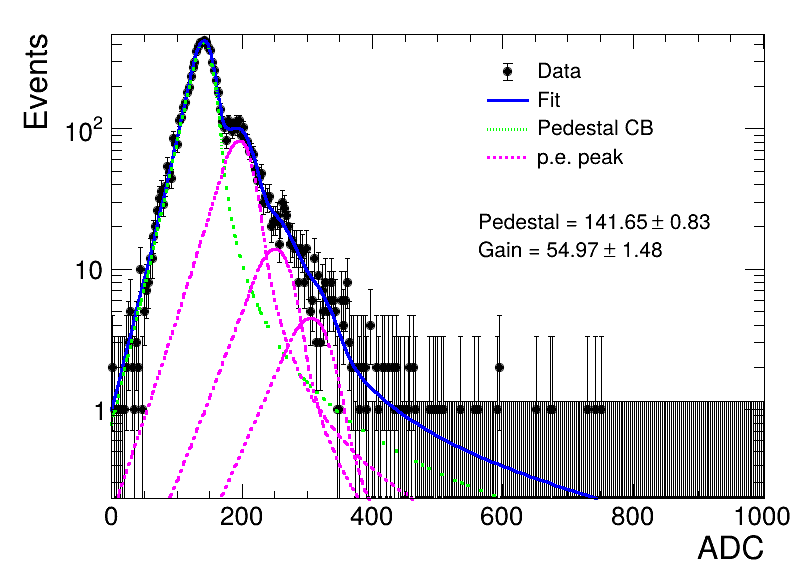 Events
10²
10
1
Data
Fit
Pedestal CB
p.e. peak
Pedestal = 141.65 ± 0.83
Gain = 54.97 ± 1.48
0 200 400 600 800 1000
ADC